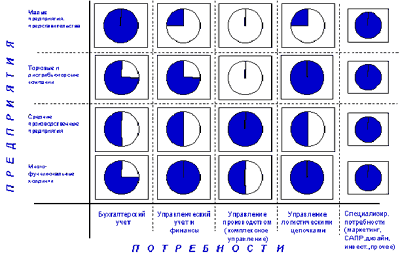 ПРЕДПРИЯТИЯ
Малые
предприятия,
представительства
Торговые и
дистрибьюторские
компании
Средние
производственные
предприятия
Много-
функциональные
холдинги
Бухгалтерский
учет
Управленческий
учет и
финансы
Управление
производством
(комплексное
управление)
Управление
логистическими
цепочками
Специализир.
потребности
(маркетинг,
САПР, дизайн,
инвест., прочее)
ПОТРЕБНОСТИ